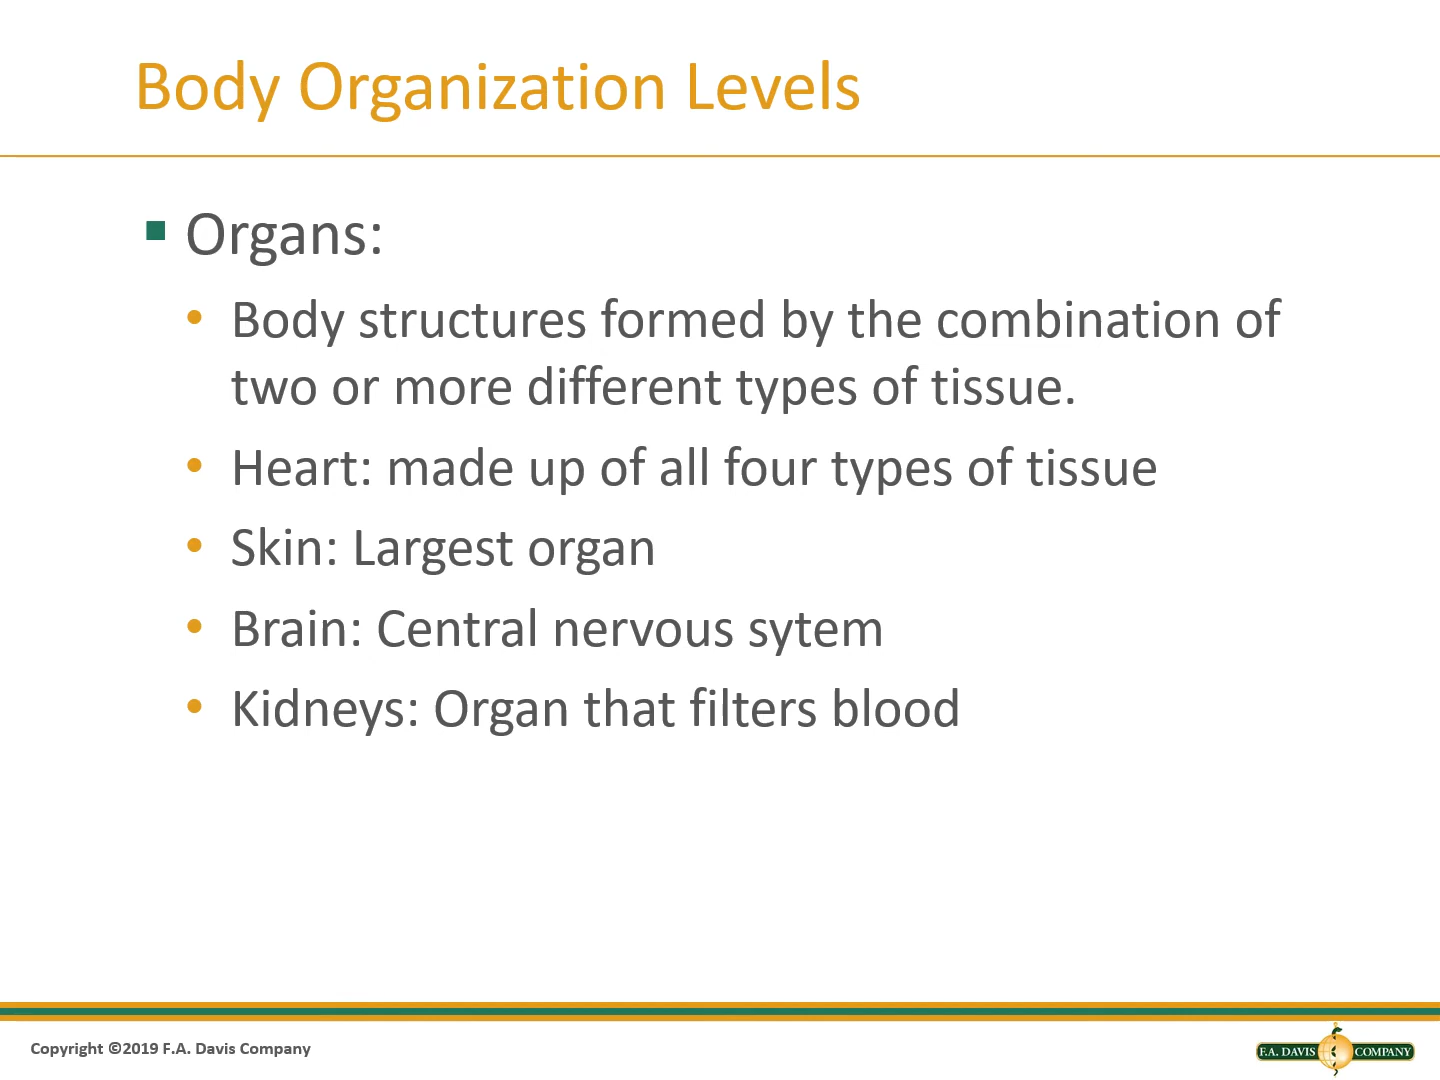 Body Organization Levels
Organs:
Body structures formed by the combination of
two or more different types of tissue.
Heart: made up of all four types of tissue
Skin: Largest organ
Brain: Central nervous sytem
Kidneys: Organ that filters blood
Copyright ©2019 F.A. Davis Company
F.A. DAVIS COMPANY